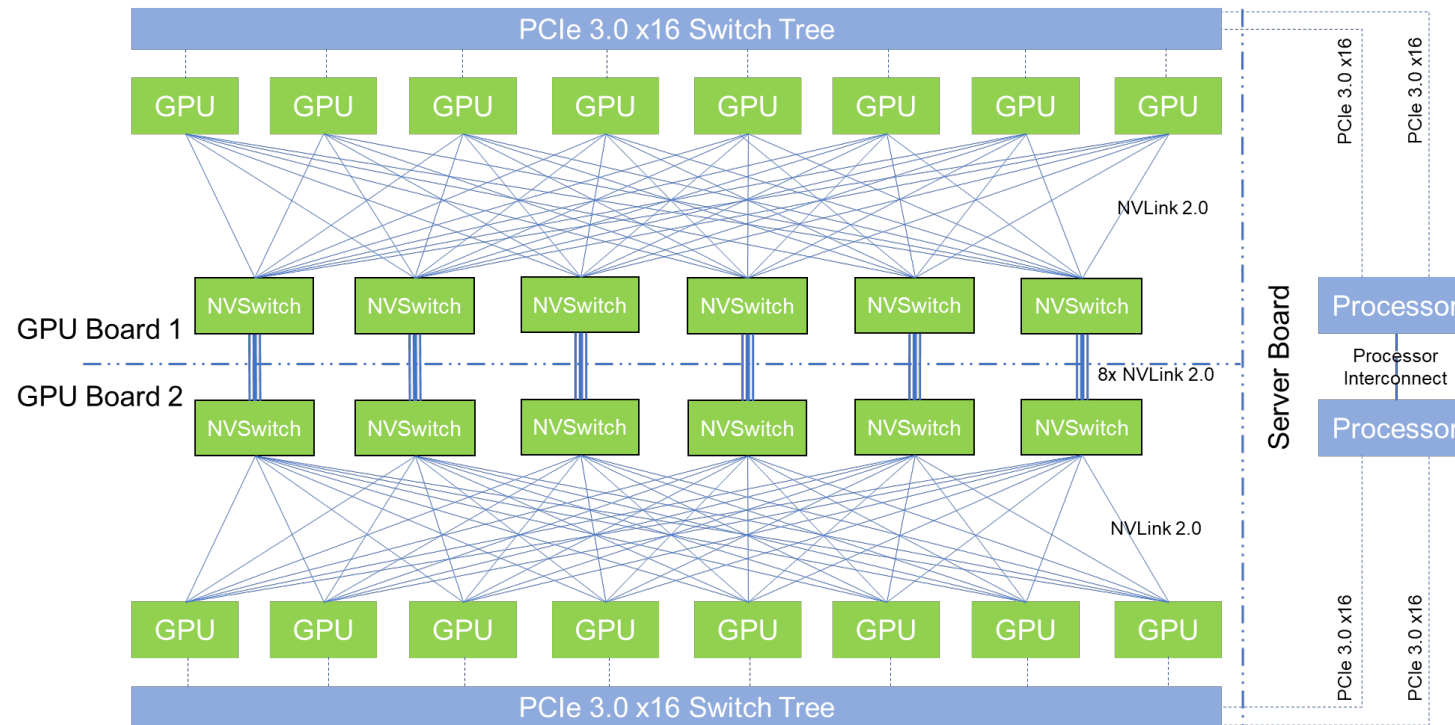 PCIe 3.0 x16 Switch Tree
GPU
GPU
GPU
GPU
GPU
GPU
GPU
GPU
PCIe 3.0 x16
PCIe 3.0 x16
NVLink 2.0
NVSwitch
NVSwitch
NVSwitch
NVSwitch
NVSwitch
NVSwitch
Processor
GPU Board 1
Server Board
Processor
Interconnect
8x NVLink 2.0
GPU Board 2
NVSwitch
NVSwitch
NVSwitch
NVSwitch
NVSwitch
NVSwitch
Processor
NVLink 2.0
GPU
GPU
GPU
GPU
GPU
GPU
GPU
GPU
PCIe 3.0 x16
PCIe 3.0 x16
PCIe 3.0 x16 Switch Tree